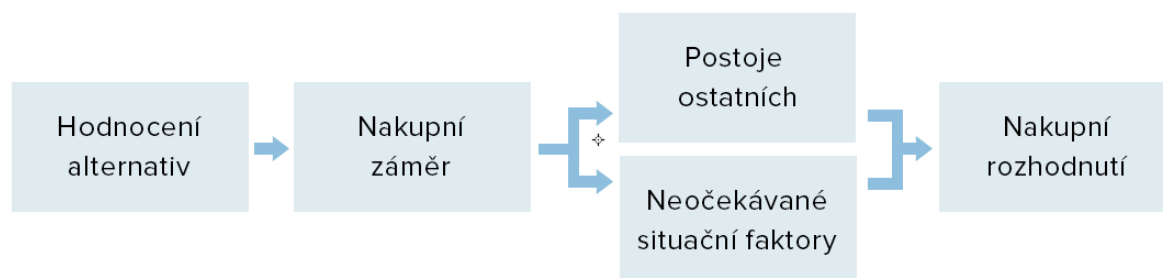 Hodnocení
alternativ
Nakupní
záměr
Postoje
ostatních
Neočekávané
situační faktory
Nakupní
rozhodnutí